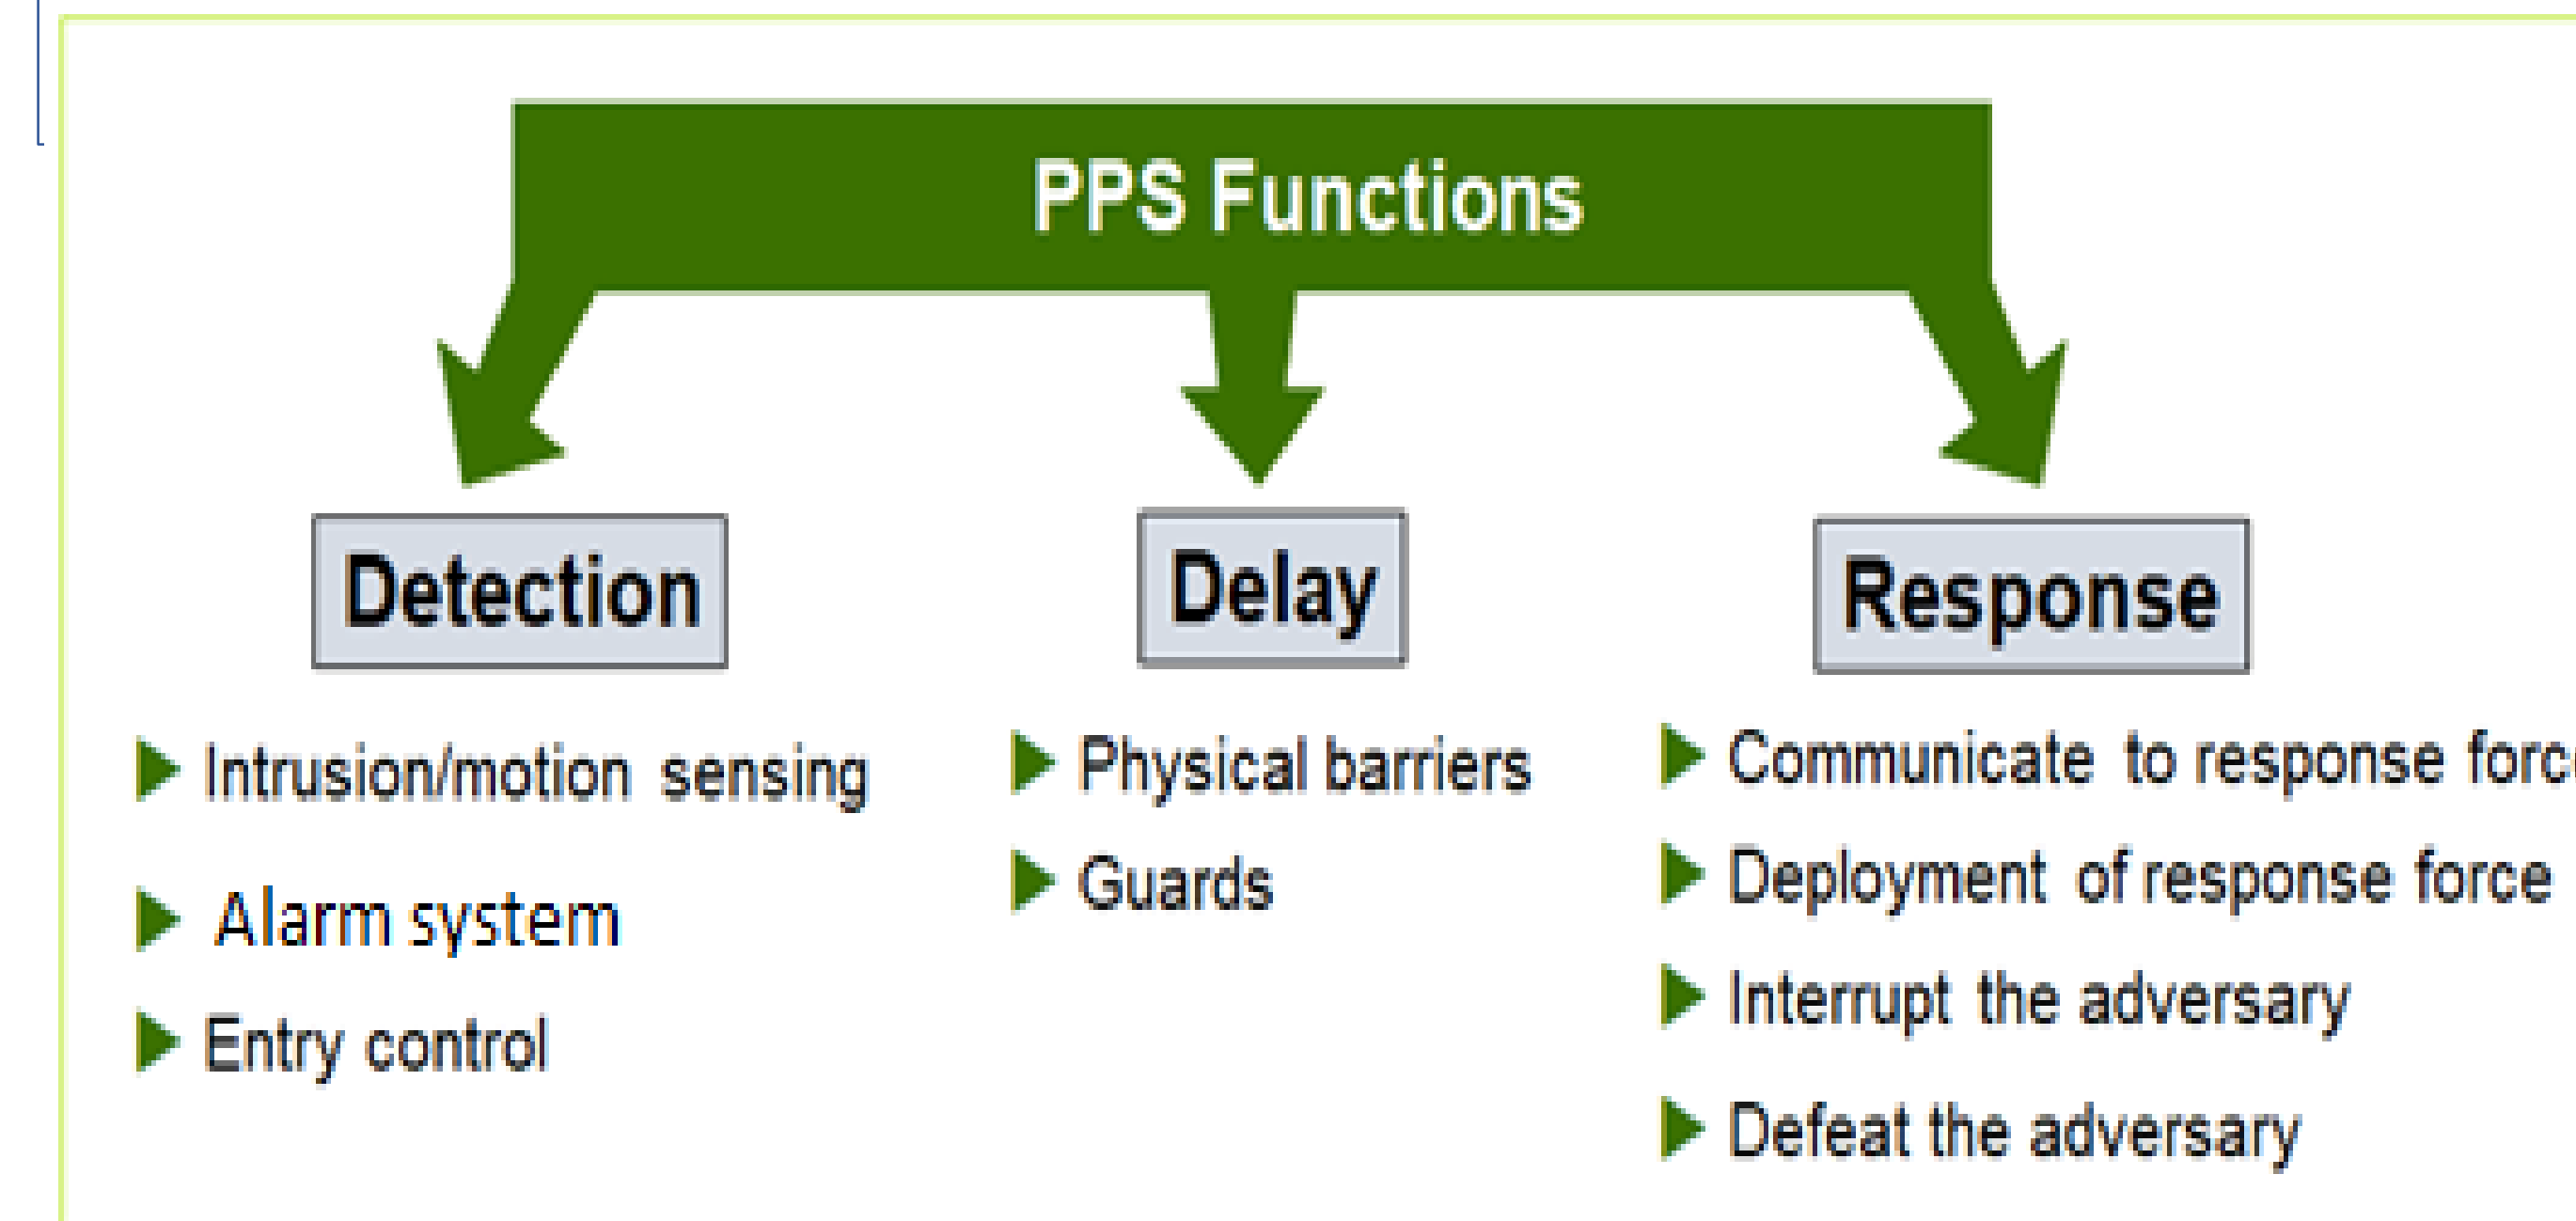 PPS Functions
Detection
Intrusion/motion sensing
Alarm system
Entry control
Delay
Physical barriers
Guards
Response
Communicate to response
Deployment of response force
Interrupt the adversary
Defeat the adversary